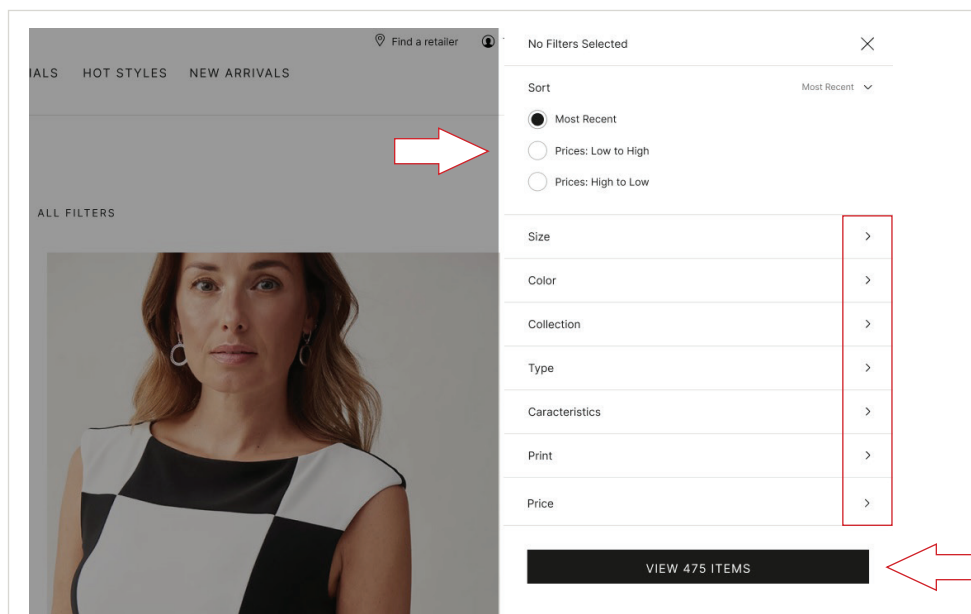 Find a retailer
IALS HOT STYLES NEW ARRIVALS
ALL FILTERS
No Filters Selected
Sort Most Recent
Most Recent
Prices: Low to High
Prices: High to Low
Size
Color
Collection
Type
Caracteristics
Print
Price
VIEW 475 ITEMS